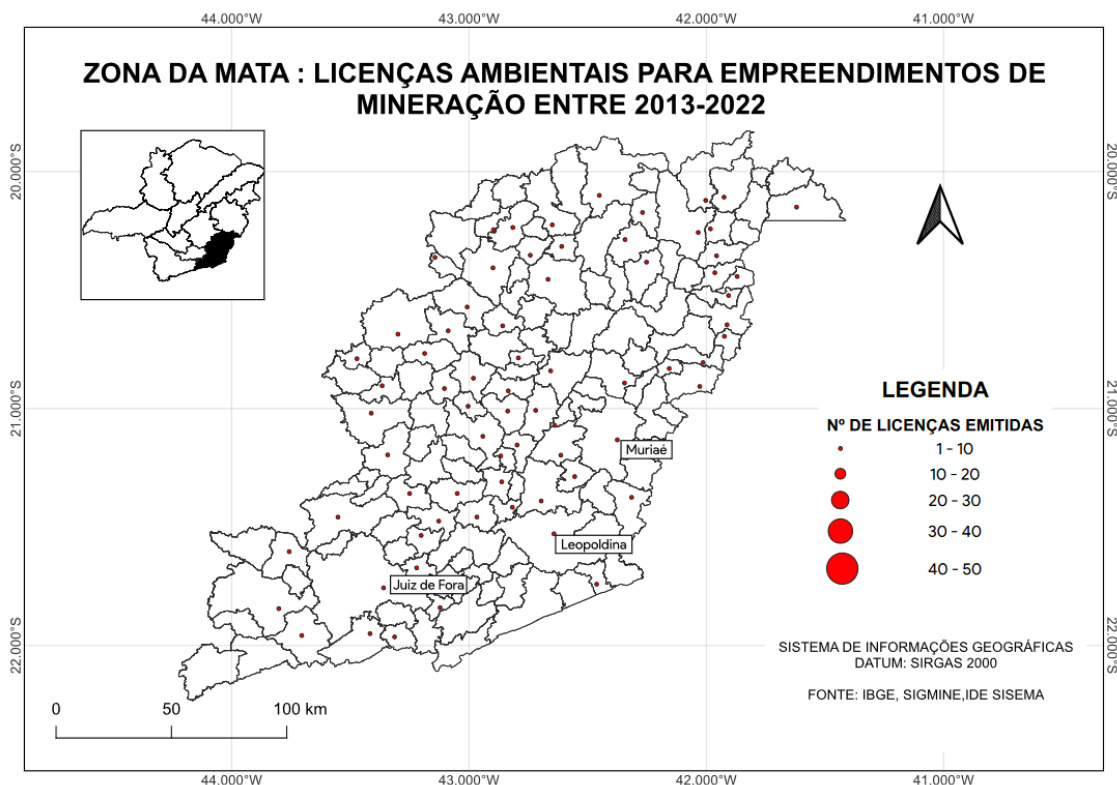 44.000°W 43.000°W 42.000°W 41.000°W
ZONA DA MATA : LICENÇAS AMBIENTAIS PARA EMPREENDIMENTOS DE
MINERAÇÃO ENTRE 2013-2022
20.000°S 20.000°S
21.000°S 21.000°S
22.000°S 22.000°S
Muriaé
Leopoldina
Juiz de Fora
LEGENDA
Nº DE LICENÇAS EMITIDAS
1 - 10
10 - 20
20 - 30
30 - 40
40 - 50
SISTEMA DE INFORMAÇÕES GEOGRÁFICAS
DATUM: SIRGAS 2000
FONTE: IBGE, SIGMINE,IDE SISEMA
0 50 100 km
44.000°W 43.000°W 42.000°W 41.000°W